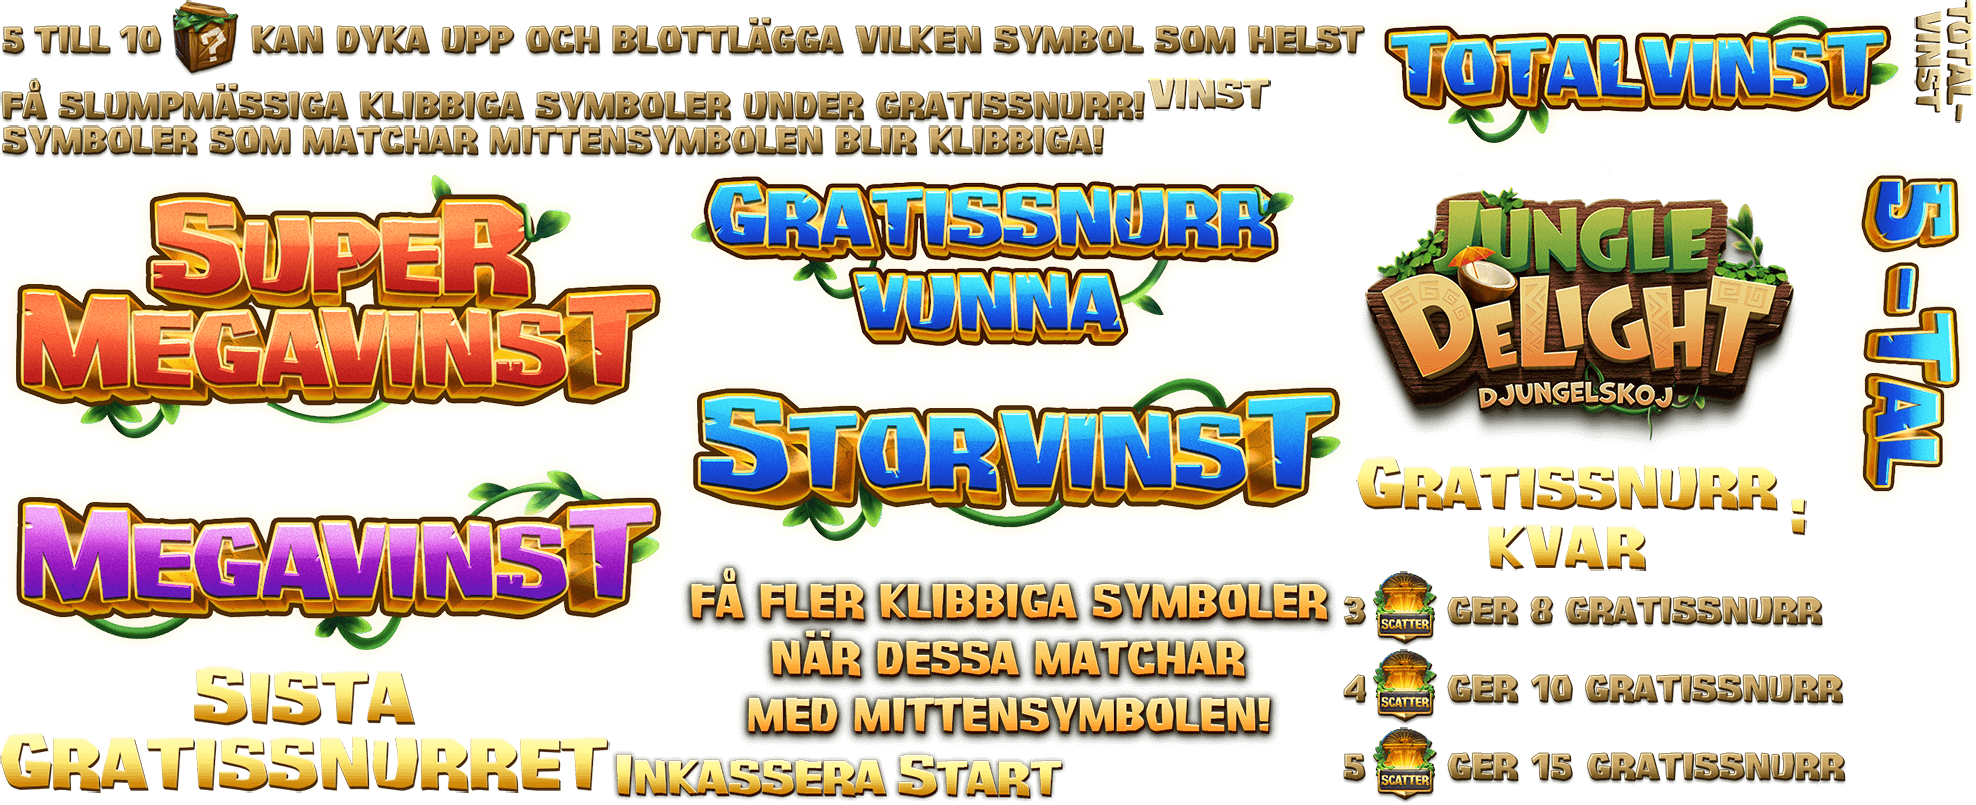 5 TILL 10 ? KAN DYKA UPP OCH BLOTTLÄGGA VILKEN SYMBOL SOM HELST
FÅ SLUMPMÄSSIGA KLIBBIGA SYMBOLER UNDER GRATISSNURR!
SYMBOLER SOM MATCHAR MITTENSYMBOLEN BLIR KLIBBIGA!
VINST
TOTALVINST
TOTAL-
VINST
SUPER
MEGAVINST
GRATISSNURR
VUNNA
JUNGLE
DELIGHT
DJUNGELSKOJ
5-TAL
STORVINST
MEGAVINST
GRATISSNURR
KVAR
:
FÅ FLER KLIBBIGA SYMBOLER
NÄR DESSA MATCHAR
MED MITTENSYMBOLEN!
3 SCATTER GER 8 GRATISSNURR
4 SCATTER GER 10 GRATISSNURR
5 SCATTER GER 15 GRATISSNURR
SISTA
GRATISSNURRET
INKASSERA START